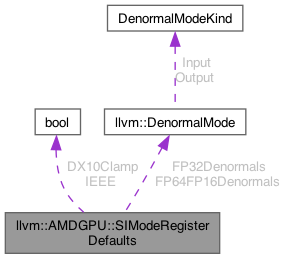 DenormalModeKind
Input
Output
bool
llvm::DenormalMode
DX10Clamp
IEEE
FP32Denormals
FP64FP16Denormals
llvm::AMDGPU::SIModeRegister
Defaults